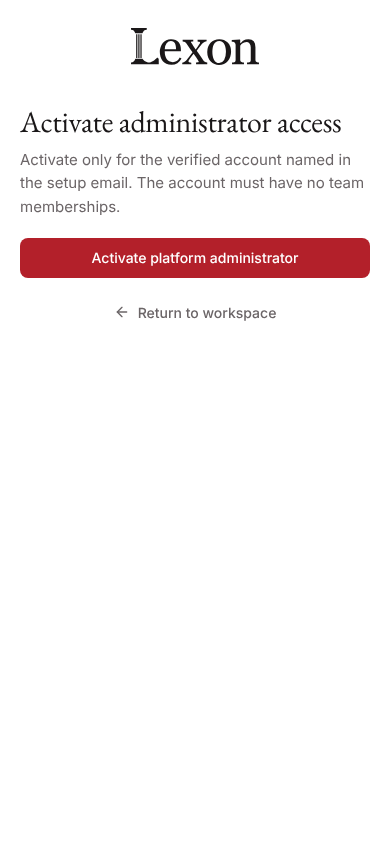 Lexon
Activate administrator access
Activate only for the verified account named in
the setup email. The account must have no team
memberships.
Activate platform administrator
← Return to workspace